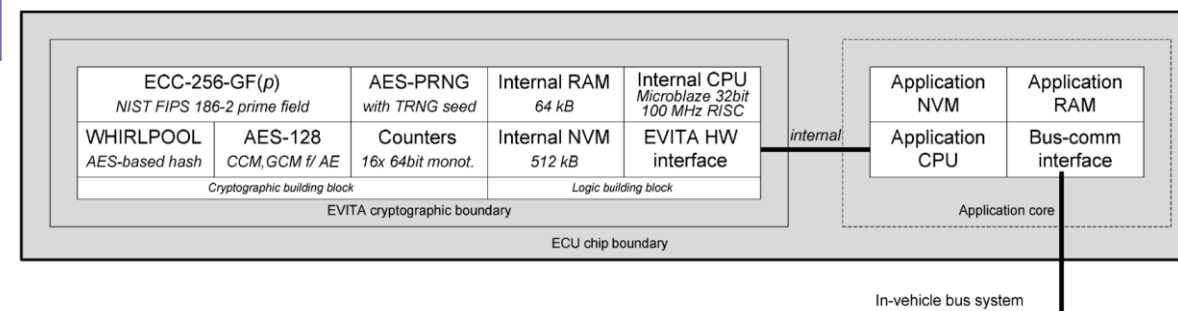 ECC-256-GF(p)
NIST FIPS 186-2 prime field
AES-PRNG
with TRNG seed
Internal RAM
64 kB
Internal CPU
Microblaze 32bit
100 MHz RISC
WHIRLPOOL
AES-based hash
AES-128
CCM,GCM f/ AE
Counters
16x 64bit monot.
Internal NVM
512 kB
EVITA HW
interface
Cryptographic building block
Logic building block
EVITA cryptographic boundary
internal
Application
NVM
Application
RAM
Application
CPU
Bus-comm
interface
Application core
ECU chip boundary
In-vehicle bus system